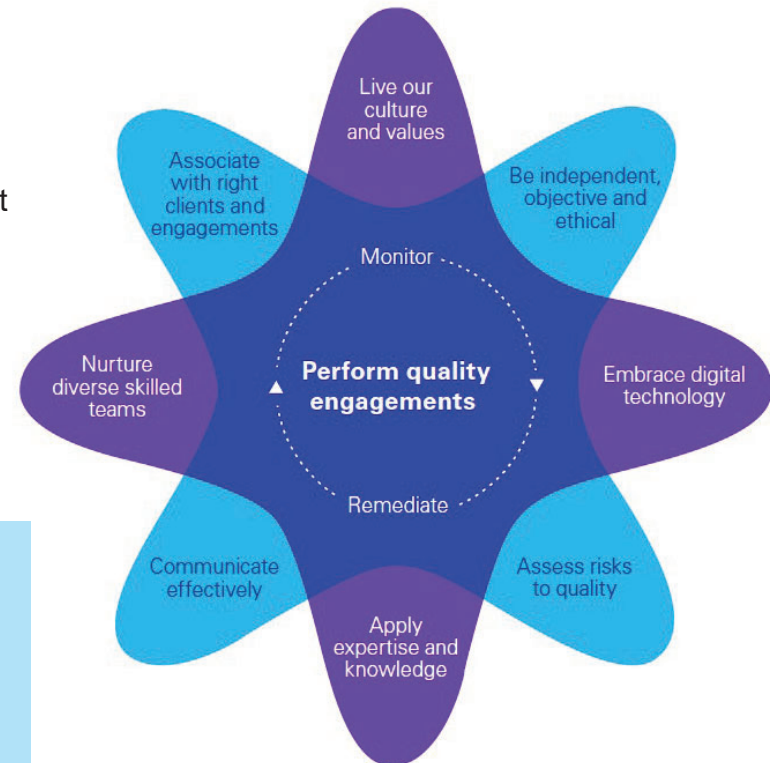 Live our
culture
and values
Associate
with right
clients and
engagements
Be independent,
objective and
ethical
t
Monitor
Nurture
diverse skilled
teams
Perform quality
engagements
Embrace digital
technology
Remediate
Communicate
effectively
Assess risks
to quality
Apply
expertise and
knowledge